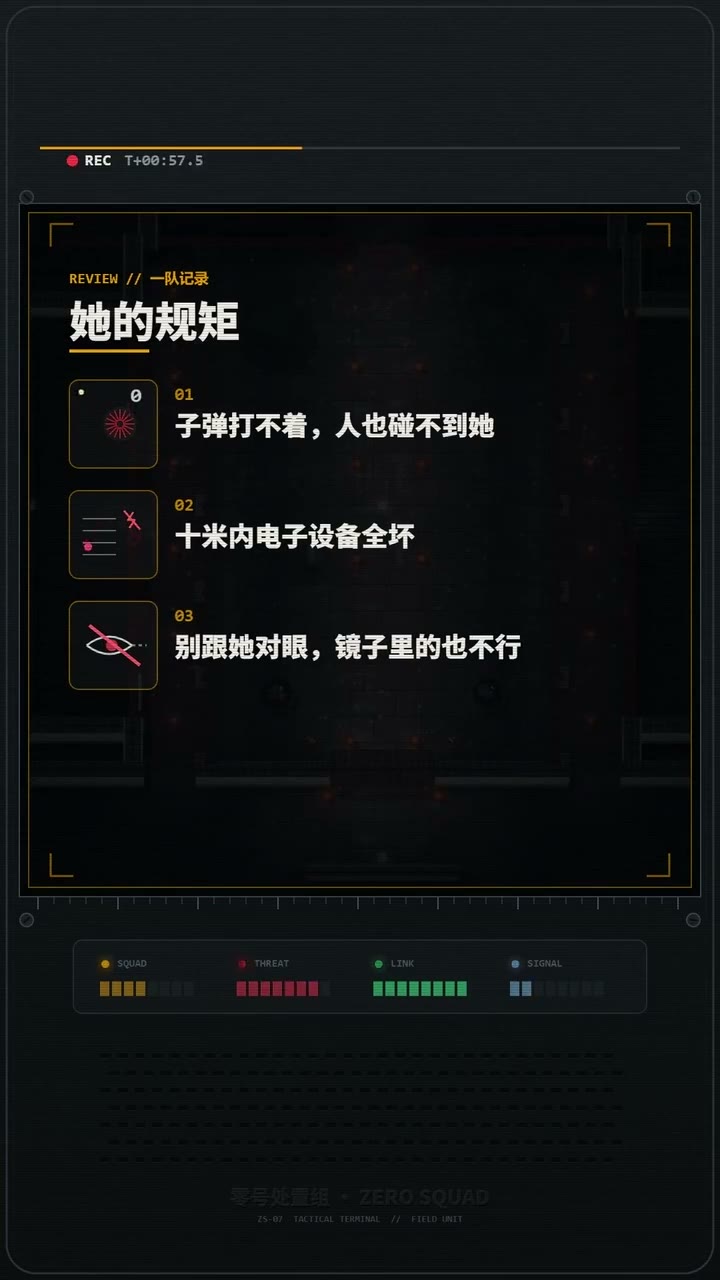 REC T+00:57.5
REVIEW // 一队记录
她的规矩
0
01
子弹打不着，人也碰不到她
02
十米内电子设备全坏
03
别跟她对眼，镜子里的也不行
SQUAD THREAT LINK SIGNAL
零号处置组 · ZERO SQUAD
ZS-07 TACTICAL TERMINAL // FIELD UNIT